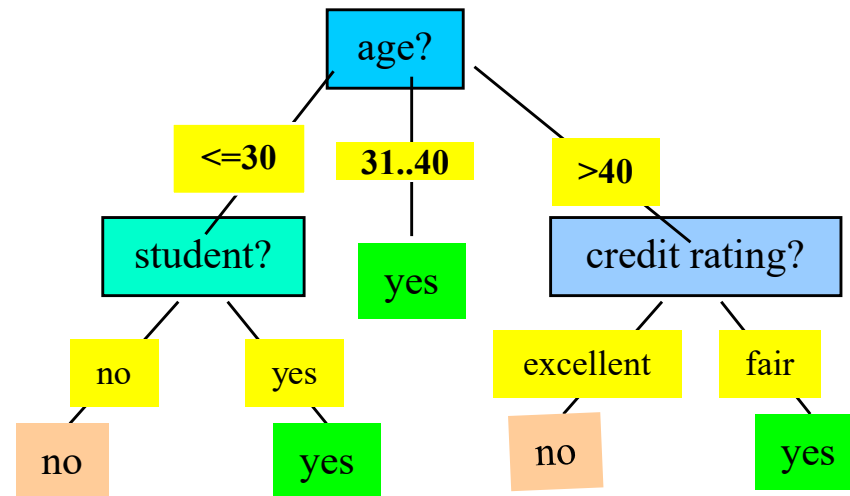 age?
<=30
31..40
>40
student?
yes
credit rating?
no
yes
excellent
fair
no
yes
no
yes